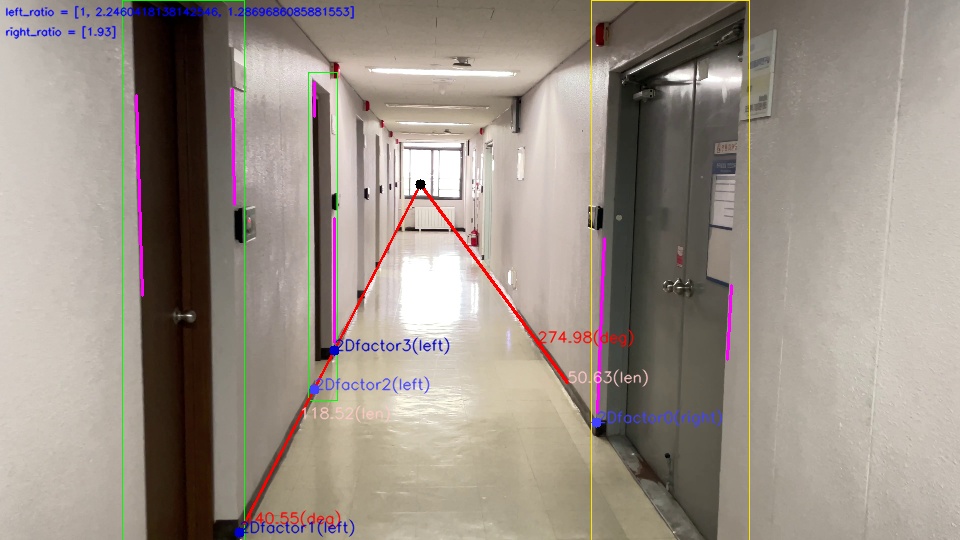 left_ratio = [1, 2.2460418138142546, 1.2869686085881553]
right_ratio = [1.93]
274.98(deg)
2Dfactor3(left)
50.63(len)
2Dfactor2(left)
118.52(len)
2Dfactor0(right)
40.55(deg)
2Dfactor1(left)